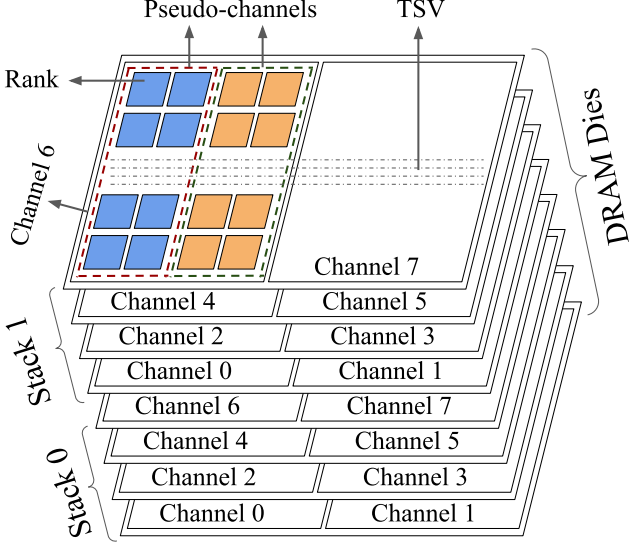 Pseudo-channels
TSV
Rank
Channel 6
DRAM Dies
Channel 7
Channel 4
Channel 5
Stack 1
Channel 2
Channel 3
Channel 0
Channel 1
Channel 6
Channel 7
Stack 0
Channel 4
Channel 5
Channel 2
Channel 3
Channel 0
Channel 1